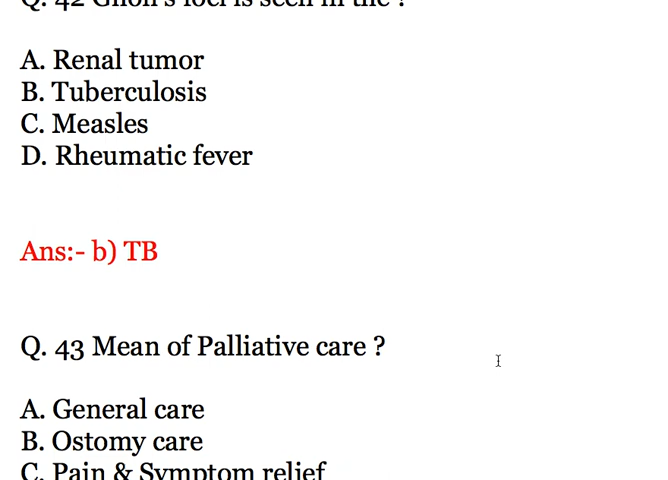 Q. 42 Ghon's foci is seen in the ?
A. Renal tumor
B. Tuberculosis
C. Measles
D. Rheumatic fever
Ans:- b) TB
Q. 43 Mean of Palliative care ?
A. General care
B. Ostomy care
C. Pain & Symptom relief